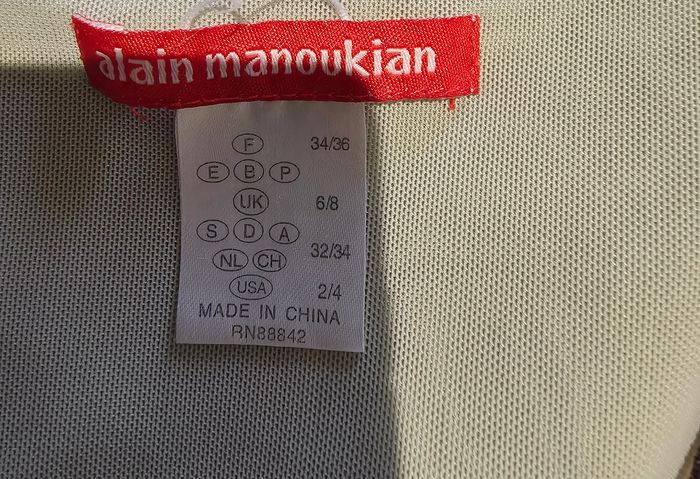 alain manoukian
F 34/36
E B P
UK 6/8
S D A 32/34
NL CH
USA 2/4
MADE IN CHINA
RN88842